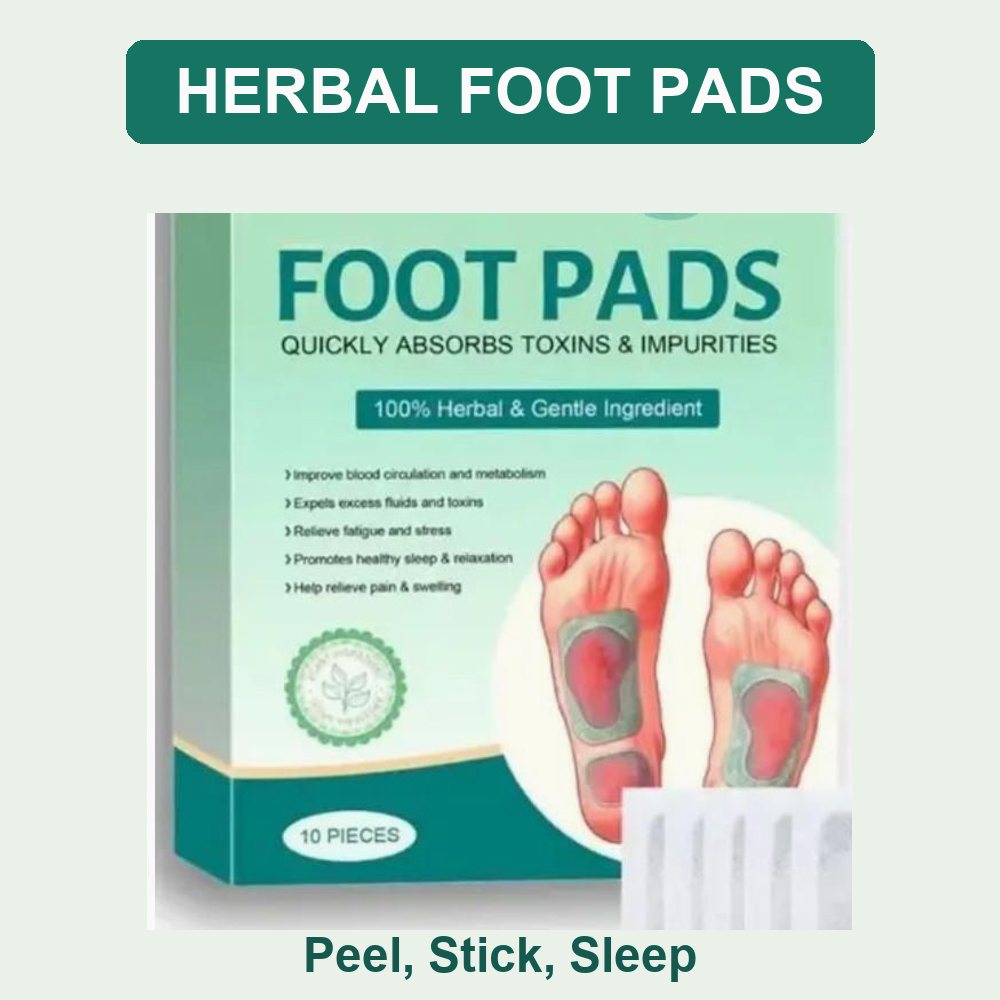 HERBAL FOOT PADS
FOOT PADS
QUICKLY ABSORBS TOXINS & IMPURITIES
100% Herbal & Gentle Ingredient
Improve blood circulation and metabolism
Expels excess fluids and toxins
Relieve fatigue and stress
Promotes healthy sleep & relaxation
Help relieve pain & swelling
10 PIECES
Peel, Stick, Sleep